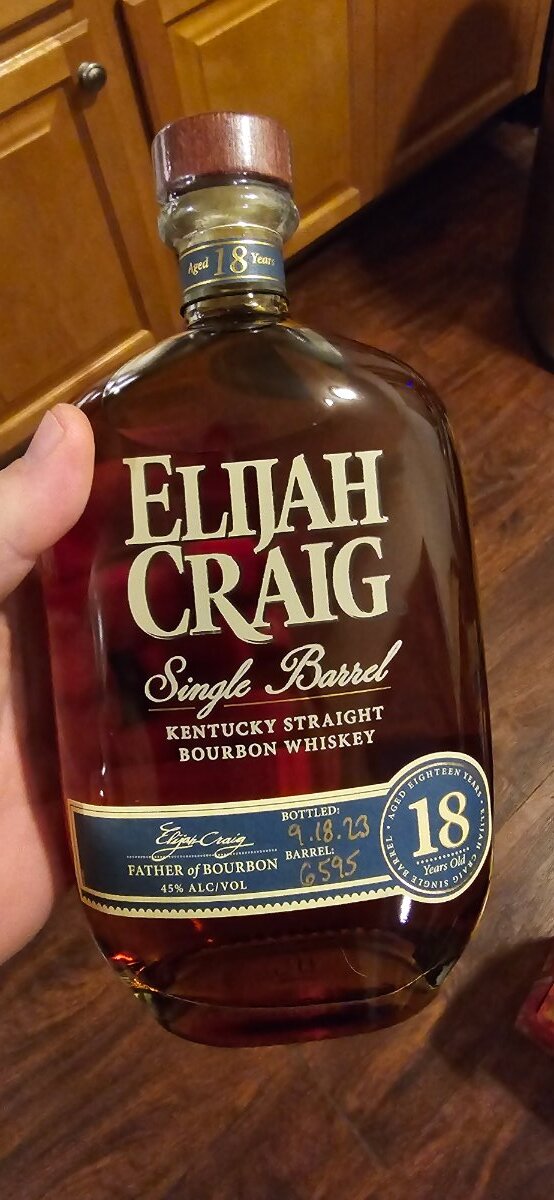 Aged 18 Years
ELIJAH
CRAIG
Single Barrel
KENTUCKY STRAIGHT
BOURBON WHISKEY
Elijah Craig
FATHER of BOURBON
45% ALC/VOL
BOTTLED:
9.18.23
BARREL:
6595
AGED EIGHTEEN YEARS
18
Years Old
ELIJAH CRAIG SINGLE BARREL